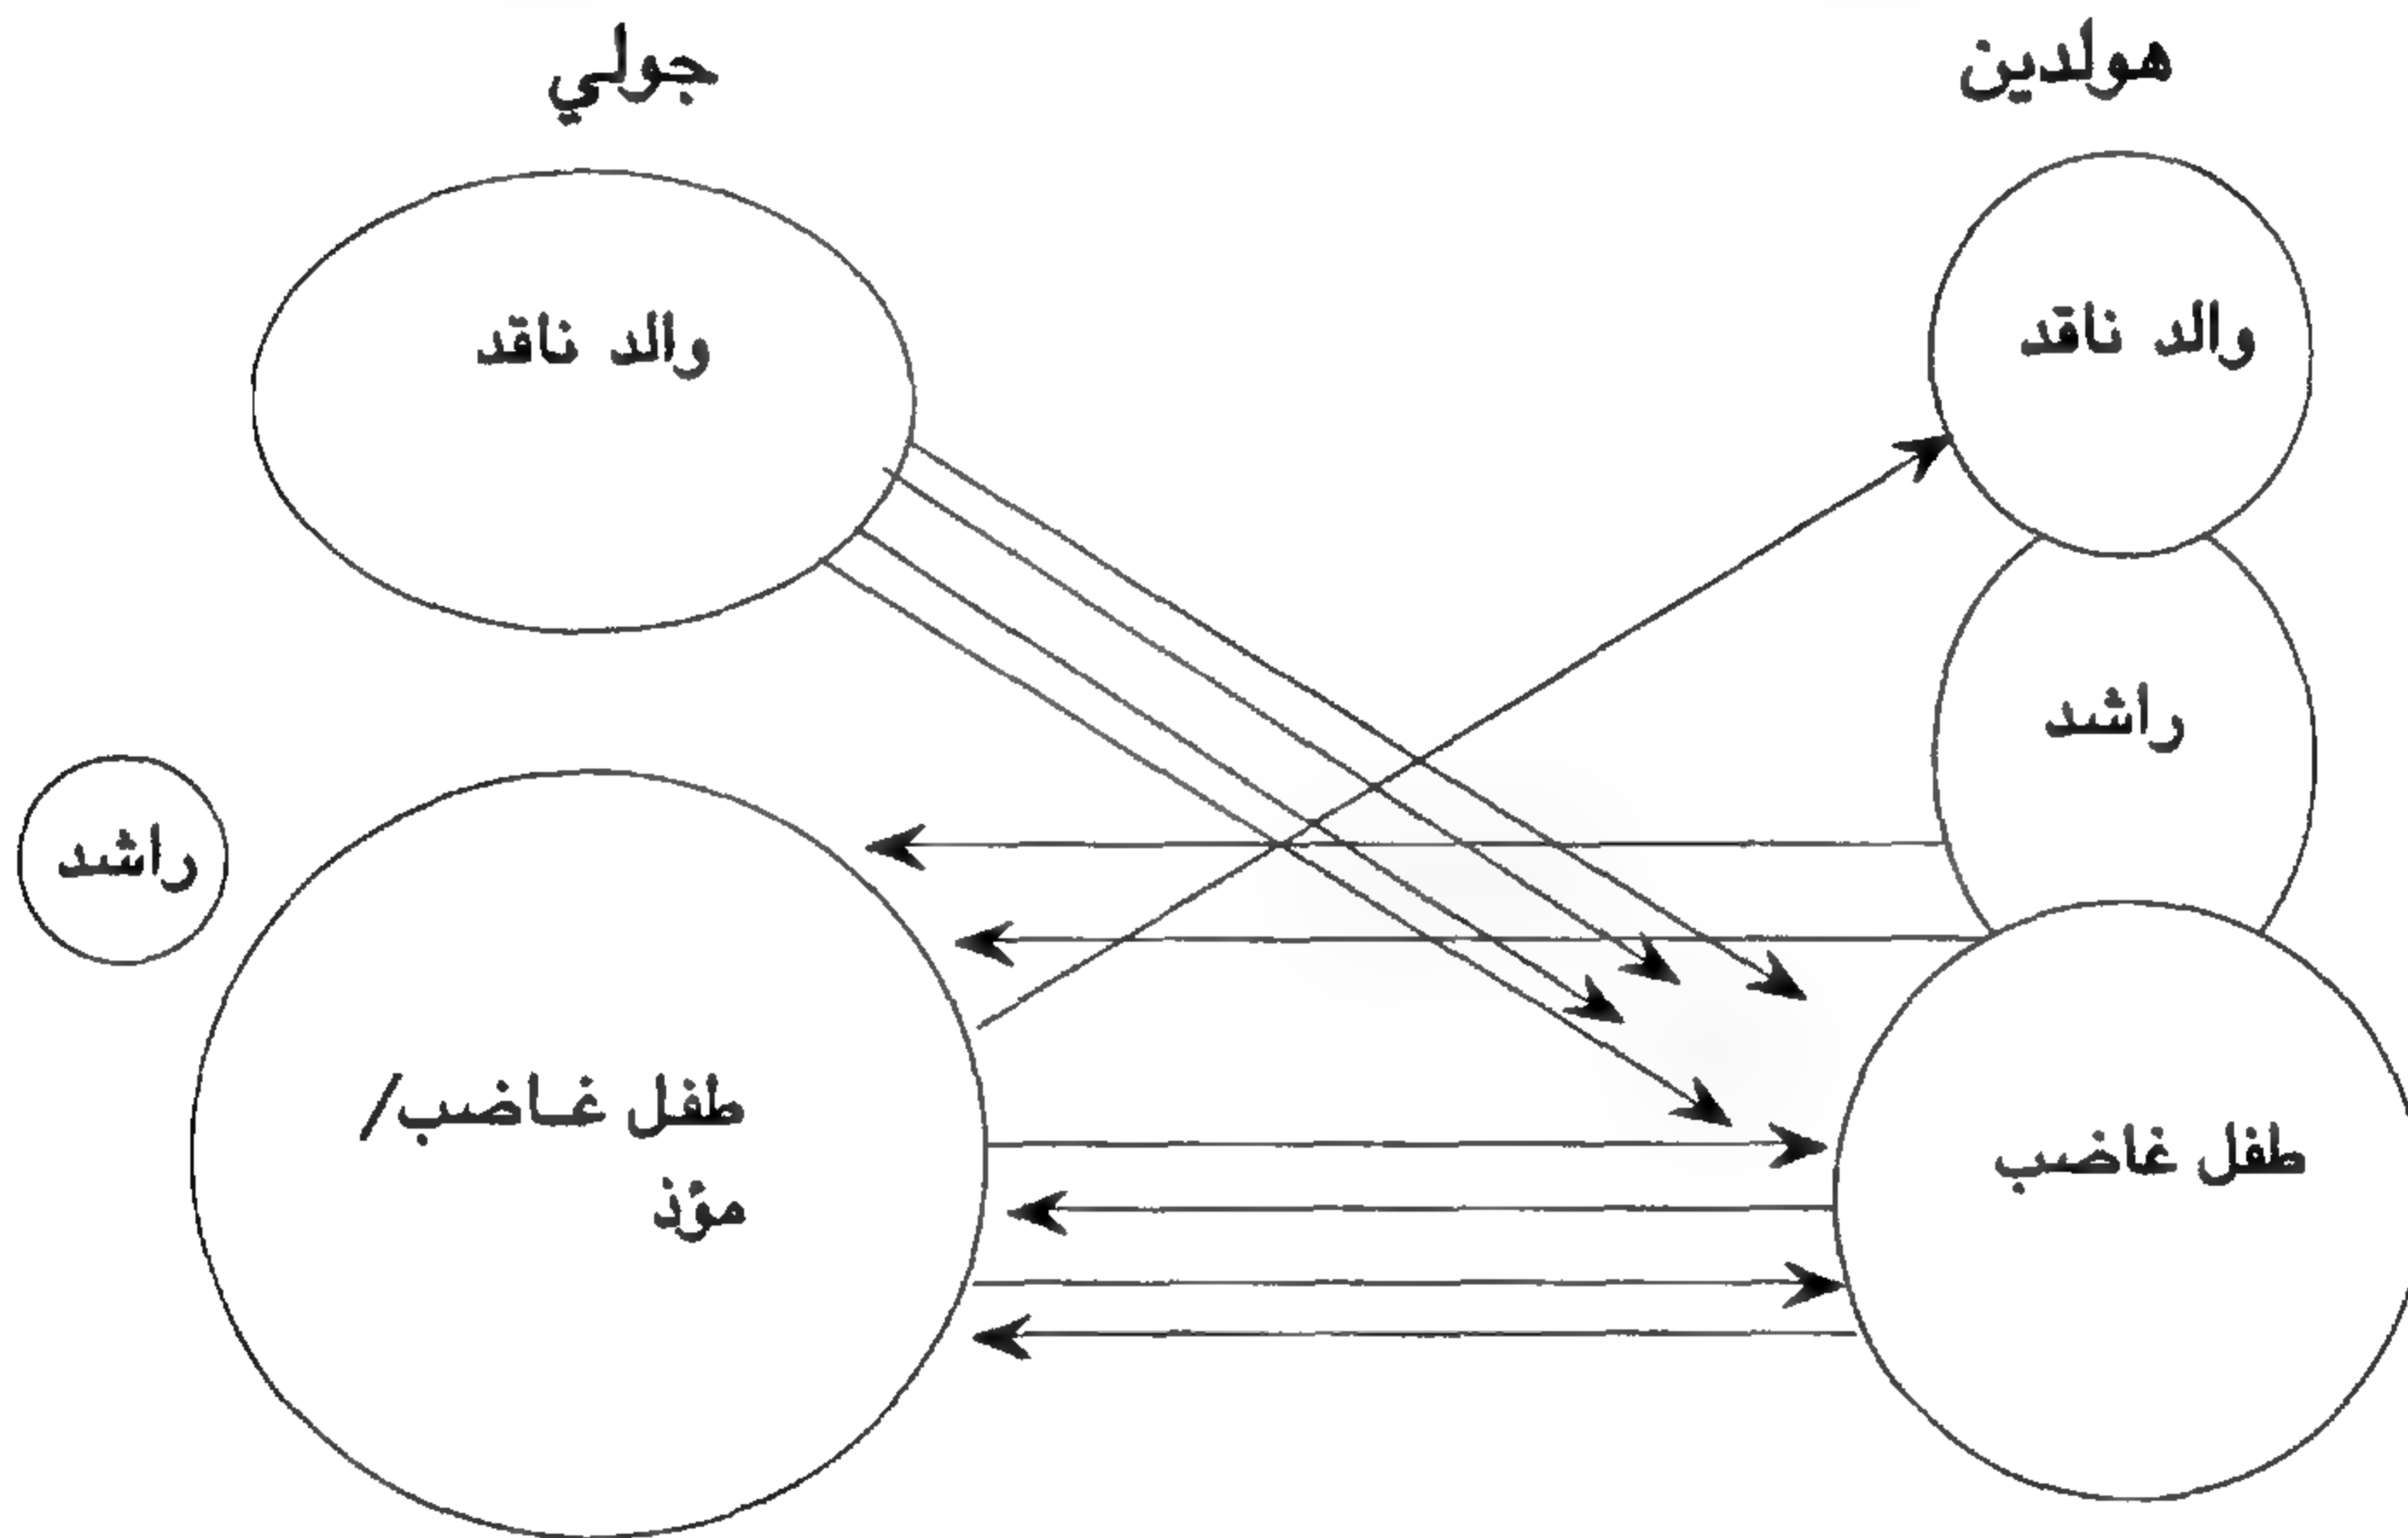 هولدين
جولي
والد ناقد
والد ناقد
راشد
راشد
طفل غاضب/
مؤذ
طفل غاضب